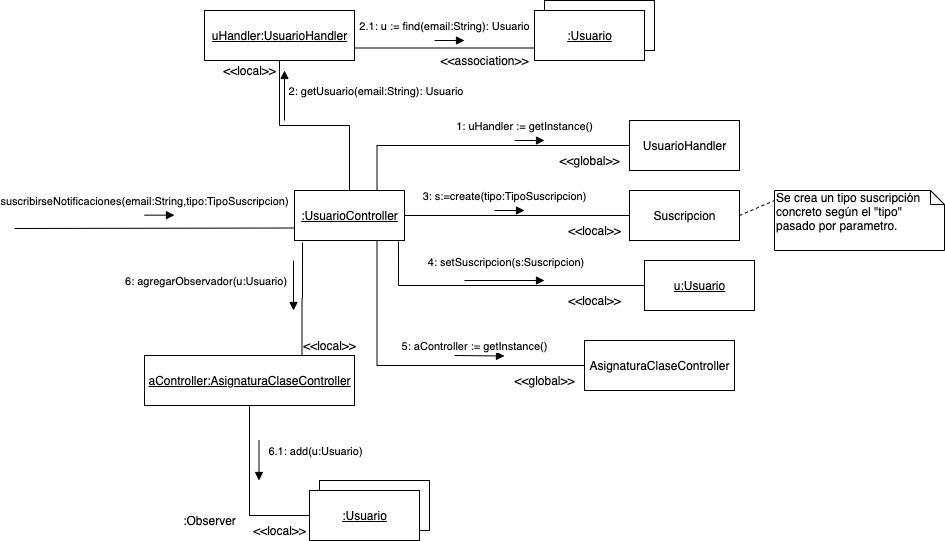 uHandler:UsuarioHandler
2.1: u := find(email:String): Usuario
:Usuario
<<association>>
<<local>>
2: getUsuario(email:String): Usuario
1: uHandler := getInstance()
UsuarioHandler
<<global>>
suscribirseNotificaciones(email:String,tipo:TipoSuscripcion)
:UsuarioController
3: s:=create(tipo:TipoSuscripcion)
Suscripcion
<<local>>
Se crea un tipo suscripción
concreto según el "tipo"
pasado por parametro.
4: setSuscripcion(s:Suscripcion)
u:Usuario
<<local>>
6: agregarObservador(u:Usuario)
<<local>>
5: aController := getInstance()
AsignaturaClaseController
<<global>>
aController:AsignaturaClaseController
6.1: add(u:Usuario)
:Observer
<<local>>
:Usuario